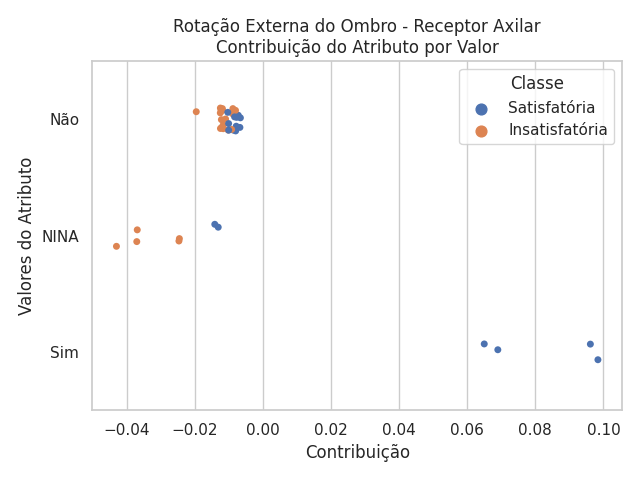 Rotação Externa do Ombro - Receptor Axilar
Contribuição do Atributo por Valor
Classe
Satisfatória
Insatisfatória
Valores do Atributo
Não
NINA
Sim
−0.04
−0.02
0.00
0.02
0.04
0.06
0.08
0.10
Contribuição